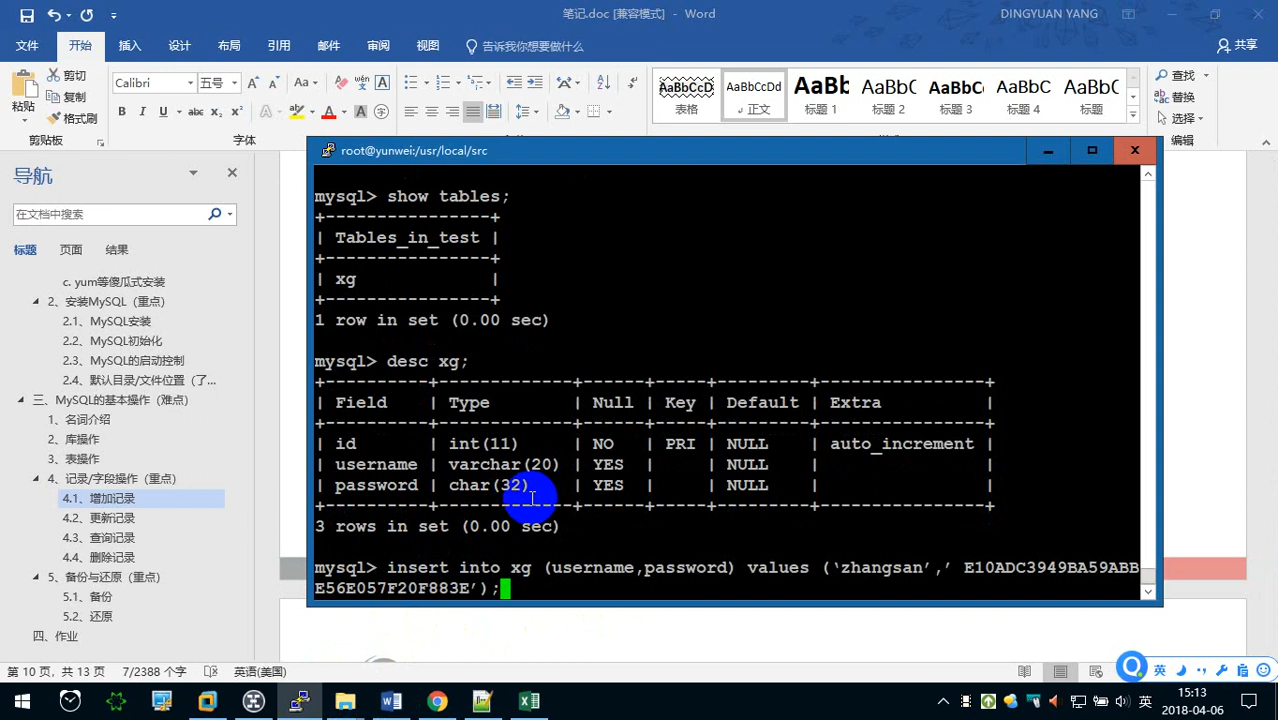 笔记.doc [兼容模式] - Word
DINGYUAN YANG
文件 开始 插入 设计 布局 引用 邮件 审阅 视图 告诉我你想要做什么 共享
粘贴
剪切
复制
格式刷
剪贴板
Calibri 五号
字体
AaBbCcD
表格
AaBbCcDd
正文
AaBb
标题 1
AaBbC
标题 2
AaBbC
标题 3
AaBbC
标题 4
AaBbC
标题
查找
替换
选择
编辑
导航
在文档中搜索
标题 页面 结果
c. yum等傻瓜式安装
2、安装MySQL（重点）
2.1、MySQL安装
2.2、MySQL初始化
2.3、MySQL的启动控制
2.4、默认目录/文件位置（了...
三、MySQL的基本操作（难点）
1、名词介绍
2、库操作
3、表操作
4、记录/字段操作（重点）
4.1、增加记录
4.2、更新记录
4.3、查询记录
4.4、删除记录
5、备份与还原（重点）
5.1、备份
5.2、还原
四、作业
root@yunwei:/usr/local/src
mysql> show tables;
+----------------+
| Tables_in_test |
+----------------+
| xg             |
+----------------+
1 row in set (0.00 sec)
mysql> desc xg;
+----------+-------------+------+-----+---------+----------------+
| Field    | Type        | Null | Key | Default | Extra          |
+----------+-------------+------+-----+---------+----------------+
| id       | int(11)     | NO   | PRI | NULL    | auto_increment |
| username | varchar(20) | YES  |     | NULL    |                |
| password | char(32)    | YES  |     | NULL    |                |
+----------+-------------+------+-----+---------+----------------+
3 rows in set (0.00 sec)
mysql> insert into xg (username,password) values (‘zhangsan’,’ E10ADC3949BA59ABB
E56E057F20F883E’);
第 10 页，共 13 页 7/2388 个字 英语(美国)
英
英
15:13
2018-04-06